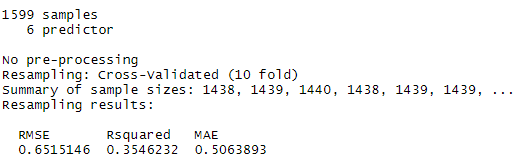 1599 samples
6 predictor
No pre-processing
Resampling: Cross-Validated (10 fold)
Summary of sample sizes: 1438, 1439, 1440, 1438, 1439, 1439, ...
Resampling results:
RMSE Rsquared MAE
0.6515146 0.3546232 0.5063893